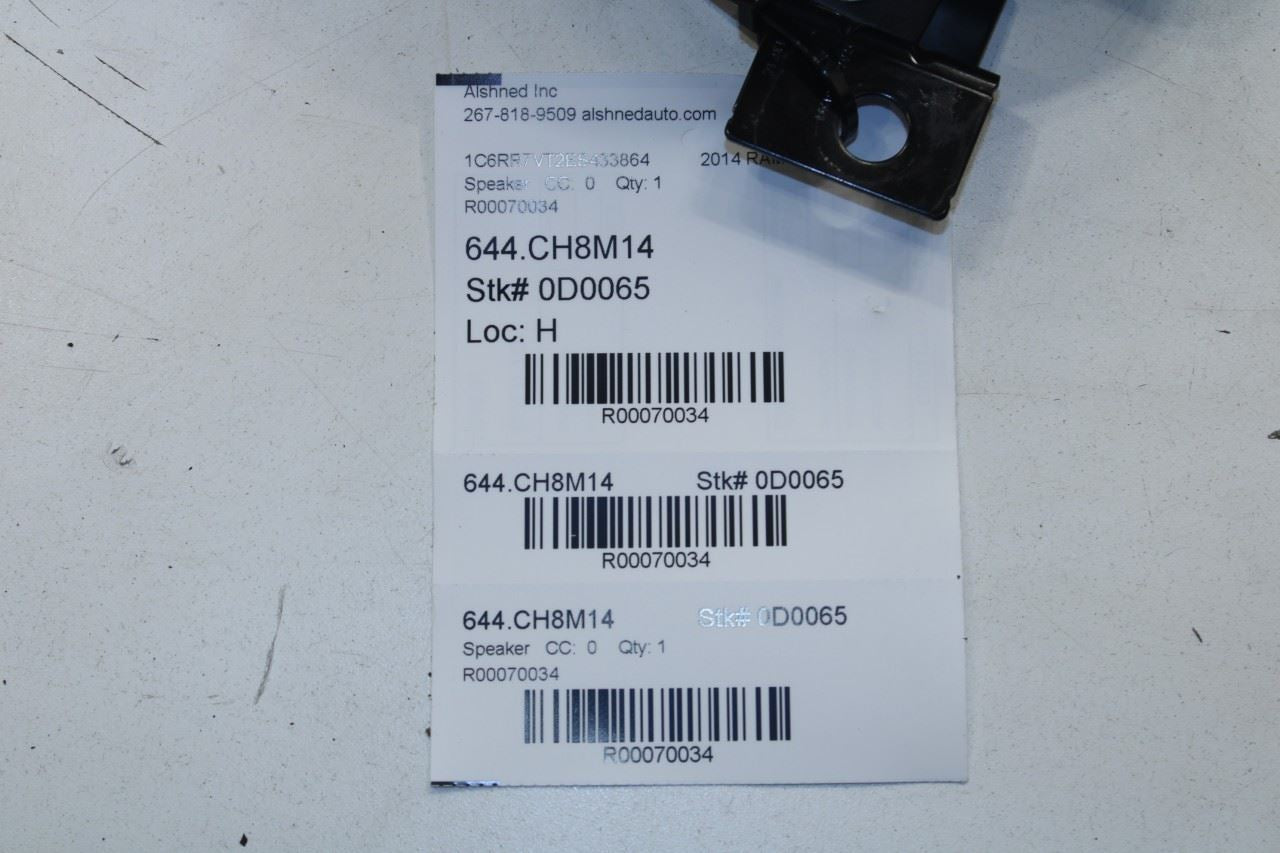 Alshned Inc
267-818-9509 alshnedauto.com
2014
Speaker CC: 0 Qty: 1
R00070034
644.CH8M14
Stk# 0D0065
Loc: H
R00070034
644.CH8M14 Stk# 0D0065
R00070034
644.CH8M14 Stk# 0D0065
Speaker CC: 0 Qty: 1
R00070034
R00070034